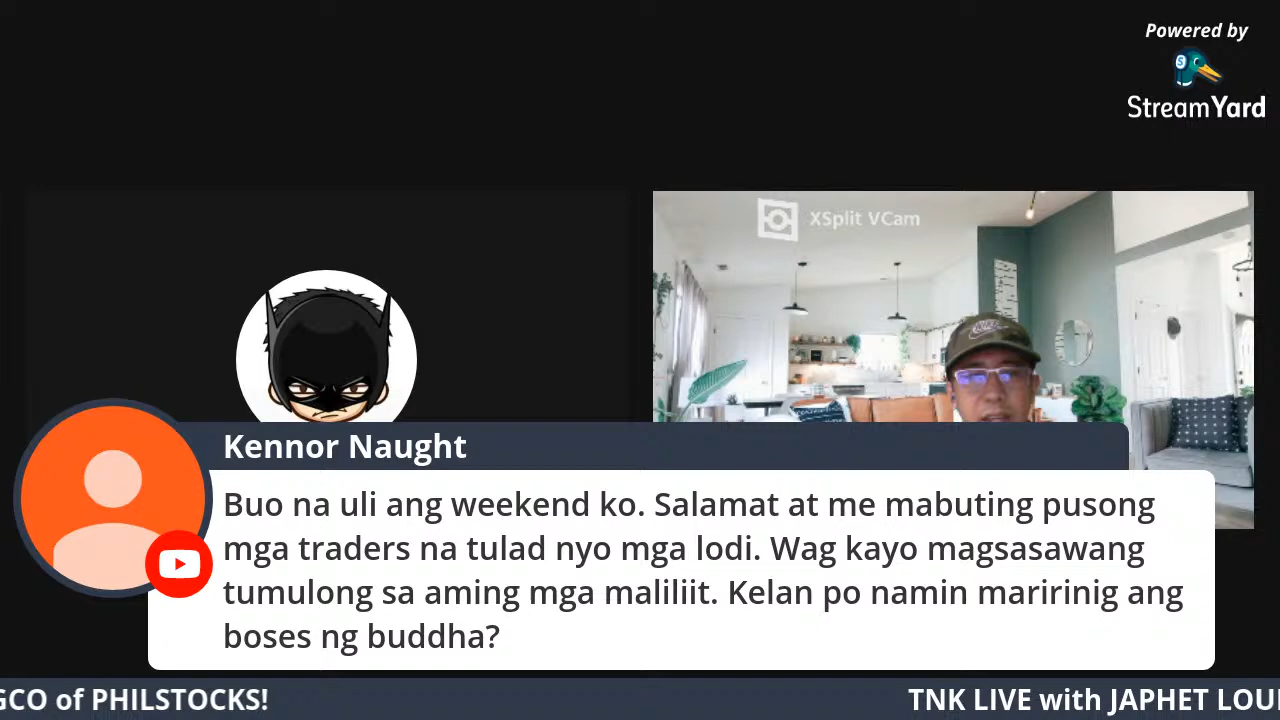 Powered by
StreamYard
XSplit VCam
Kennor Naught
Buo na uli ang weekend ko. Salamat at me mabuting pusong
mga traders na tulad nyo mga lodi. Wag kayo magsasawang
tumulong sa aming mga maliliit. Kelan po namin maririnig ang
boses ng buddha?
GCO of PHILSTOCKS! TNK LIVE with JAPHET LOUI